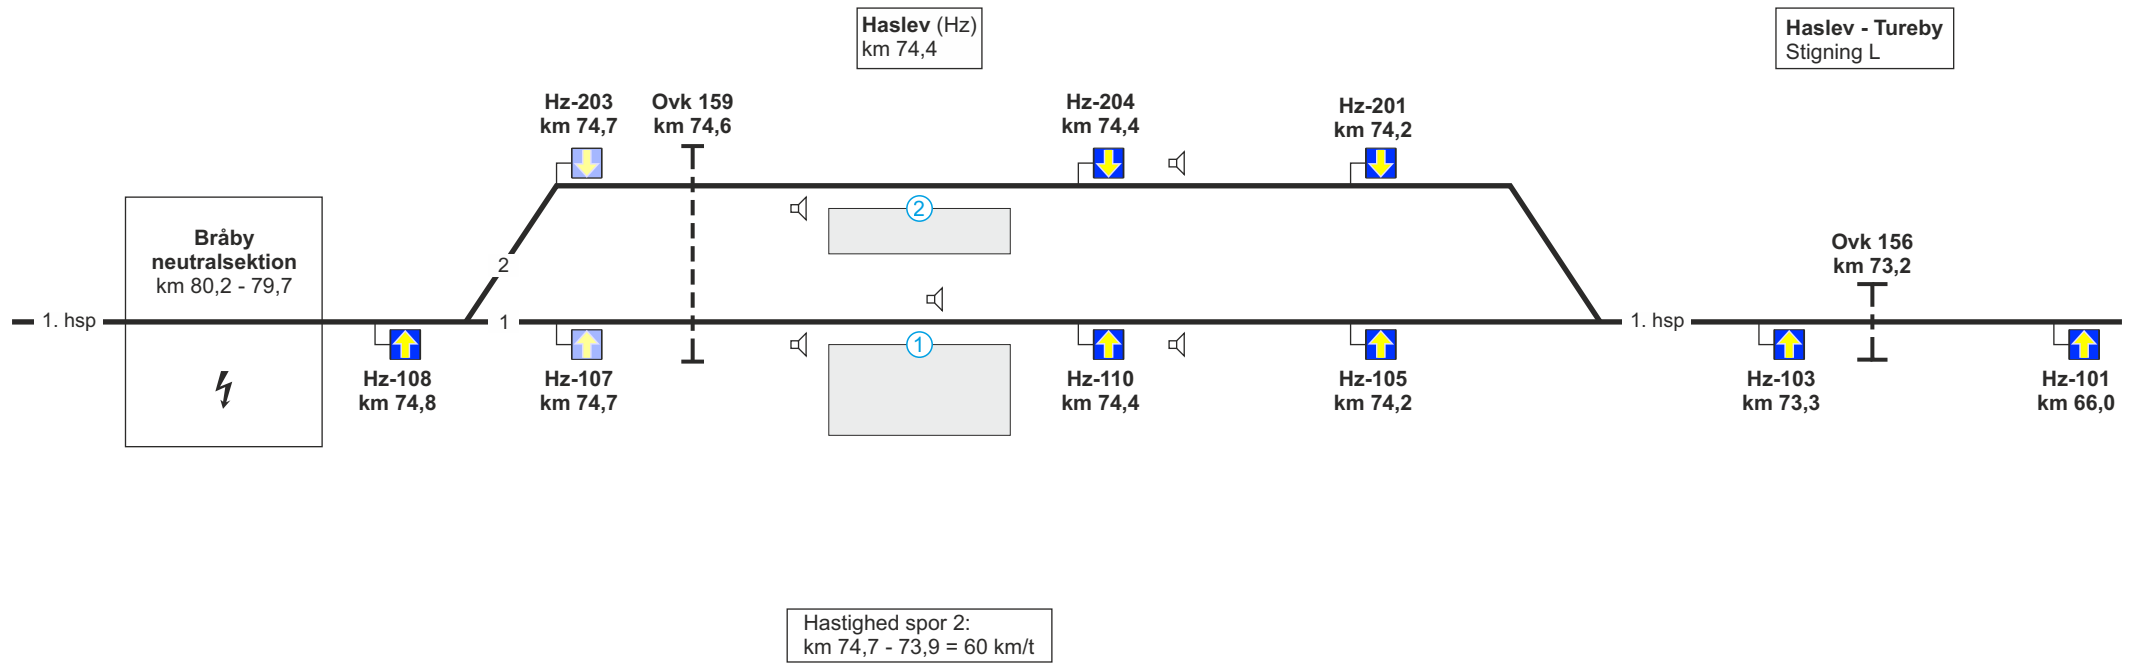 Haslev (Hz)
km 74,4
Haslev - Tureby
Stigning L
Hz-203
km 74,7
Ovk 159
km 74,6
Hz-204
km 74,4
Hz-201
km 74,2
2
Bråby
neutralsektion
km 80,2 - 79,7
2
Ovk 156
km 73,2
1. hsp
1
1. hsp
1
Hz-108
km 74,8
Hz-107
km 74,7
Hz-110
km 74,4
Hz-105
km 74,2
Hz-103
km 73,3
Hz-101
km 66,0
Hastighed spor 2:
km 74,7 - 73,9 = 60 km/t